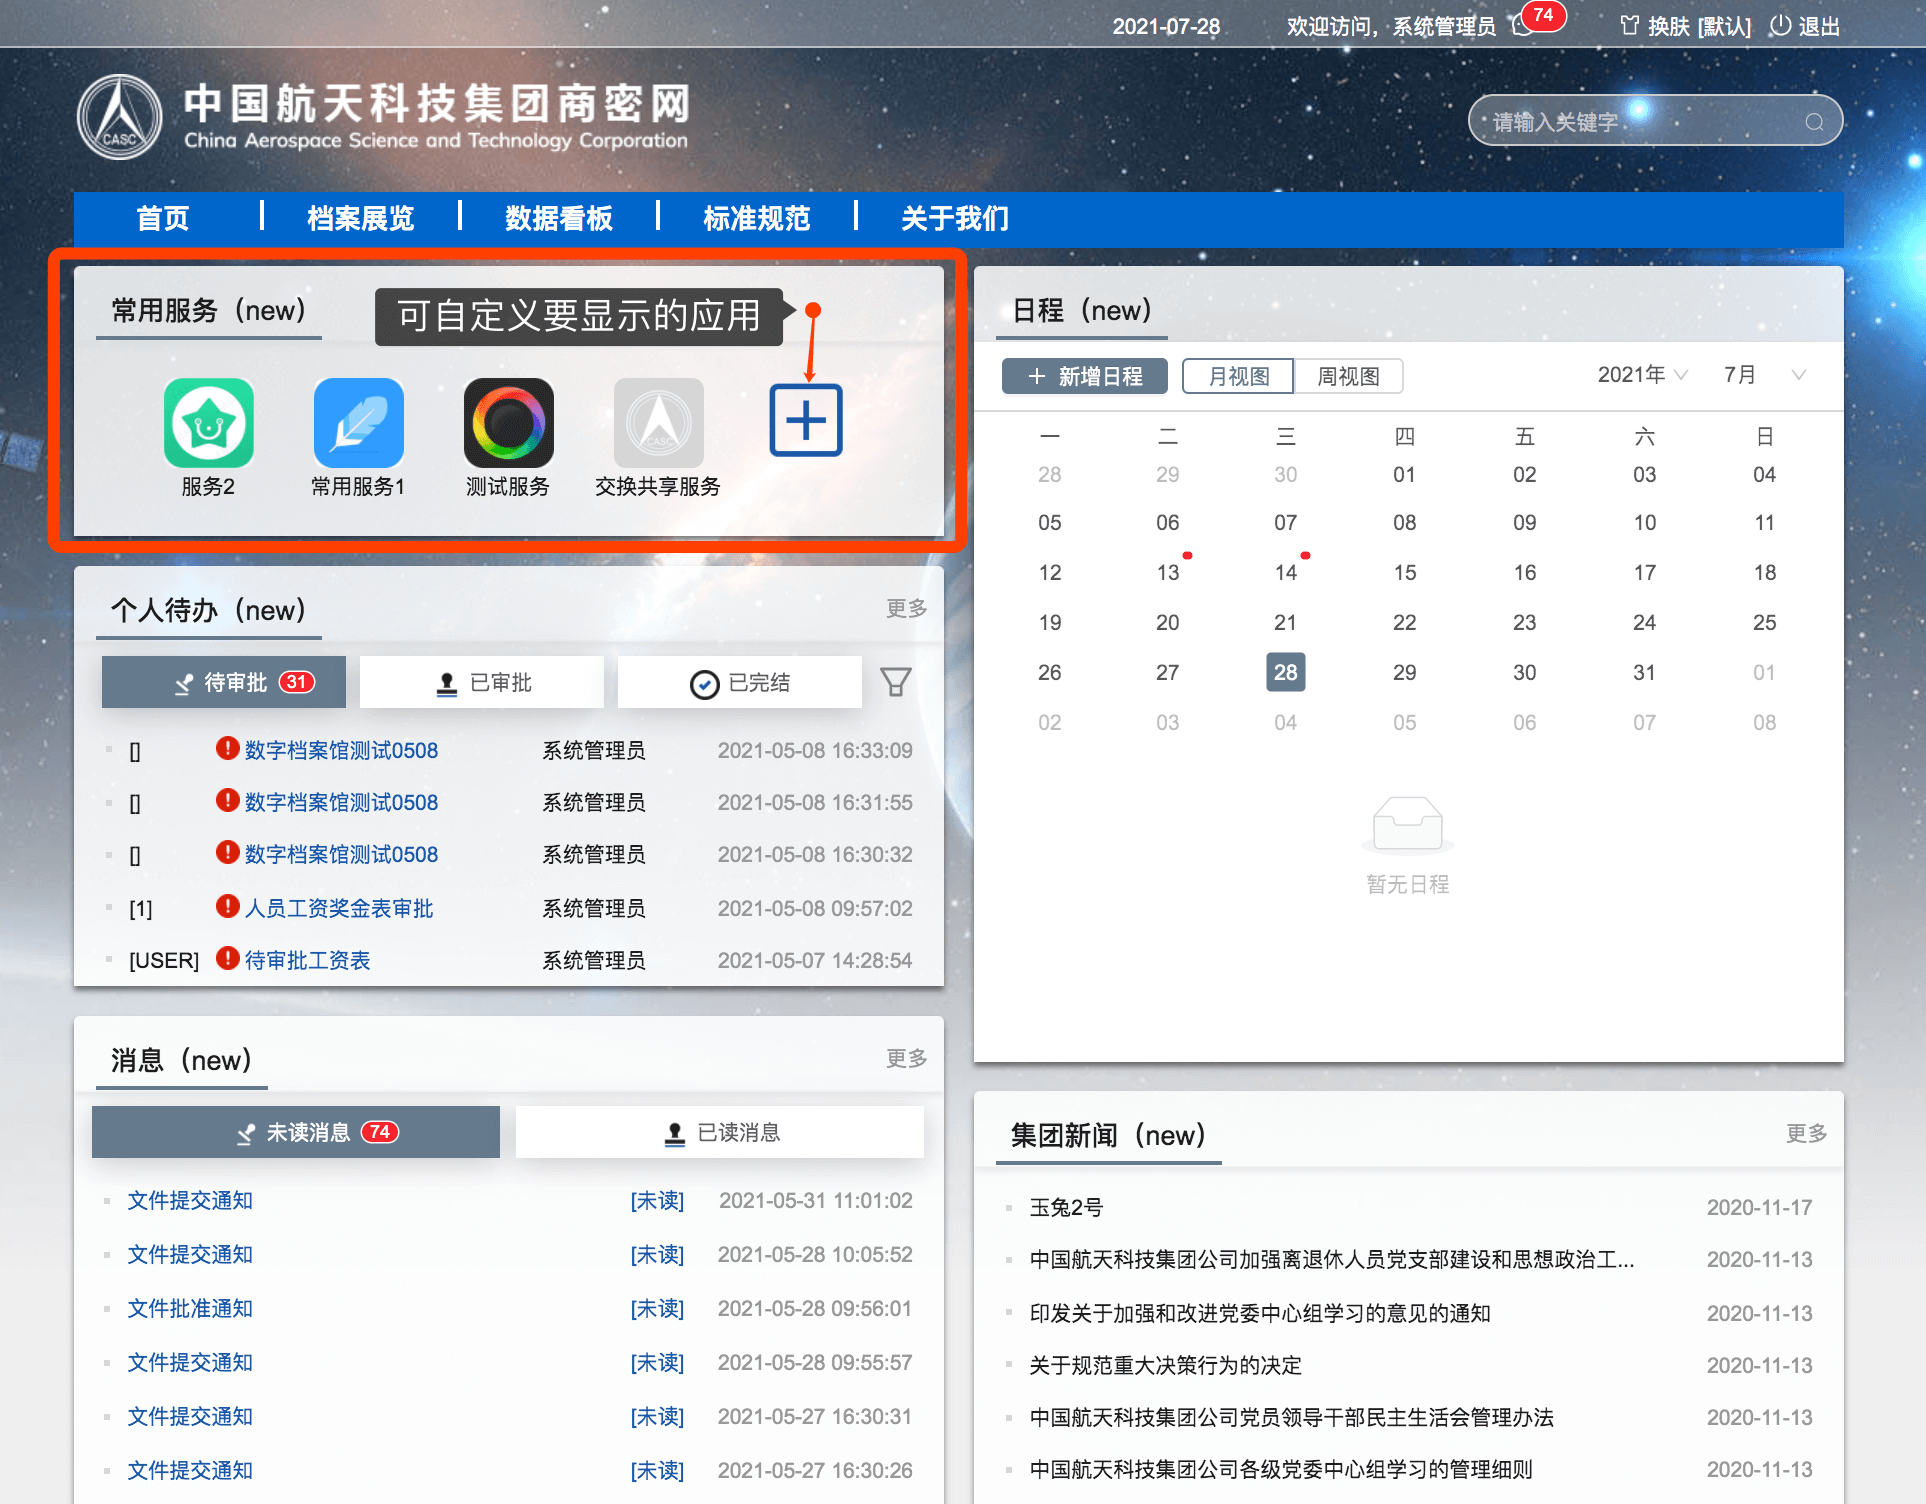 2021-07-28 欢迎访问，系统管理员 74 换肤 [默认] 退出
中国航天科技集团商密网
China Aerospace Science and Technology Corporation
CASC
请输入关键字
首页 档案展览 数据看板 标准规范 关于我们
常用服务（new）
可自定义要显示的应用
CASC
服务2 常用服务1 测试服务 交换共享服务
个人待办（new） 更多
待审批 31 已审批 已完结
[] 数字档案馆测试0508 系统管理员 2021-05-08 16:33:09
[] 数字档案馆测试0508 系统管理员 2021-05-08 16:31:55
[] 数字档案馆测试0508 系统管理员 2021-05-08 16:30:32
[1] 人员工资奖金表审批 系统管理员 2021-05-08 09:57:02
[USER] 待审批工资表 系统管理员 2021-05-07 14:28:54
消息（new） 更多
未读消息 74 已读消息
文件提交通知 [未读] 2021-05-31 11:01:02
文件提交通知 [未读] 2021-05-28 10:05:52
文件批准通知 [未读] 2021-05-28 09:56:01
文件提交通知 [未读] 2021-05-28 09:55:57
文件提交通知 [未读] 2021-05-27 16:30:31
文件提交通知 [未读] 2021-05-27 16:30:26
日程（new）
新增日程 月视图 周视图 2021年 7月
一 二 三 四 五 六 日
28 29 30 01 02 03 04
05 06 07 08 09 10 11
12 13 14 15 16 17 18
19 20 21 22 23 24 25
26 27 28 29 30 31 01
02 03 04 05 06 07 08
暂无日程
集团新闻（new） 更多
玉兔2号 2020-11-17
中国航天科技集团公司加强离退休人员党支部建设和思想政治工... 2020-11-13
印发关于加强和改进党委中心组学习的意见的通知 2020-11-13
关于规范重大决策行为的决定 2020-11-13
中国航天科技集团公司党员领导干部民主生活会管理办法 2020-11-13
中国航天科技集团公司各级党委中心组学习的管理细则 2020-11-13